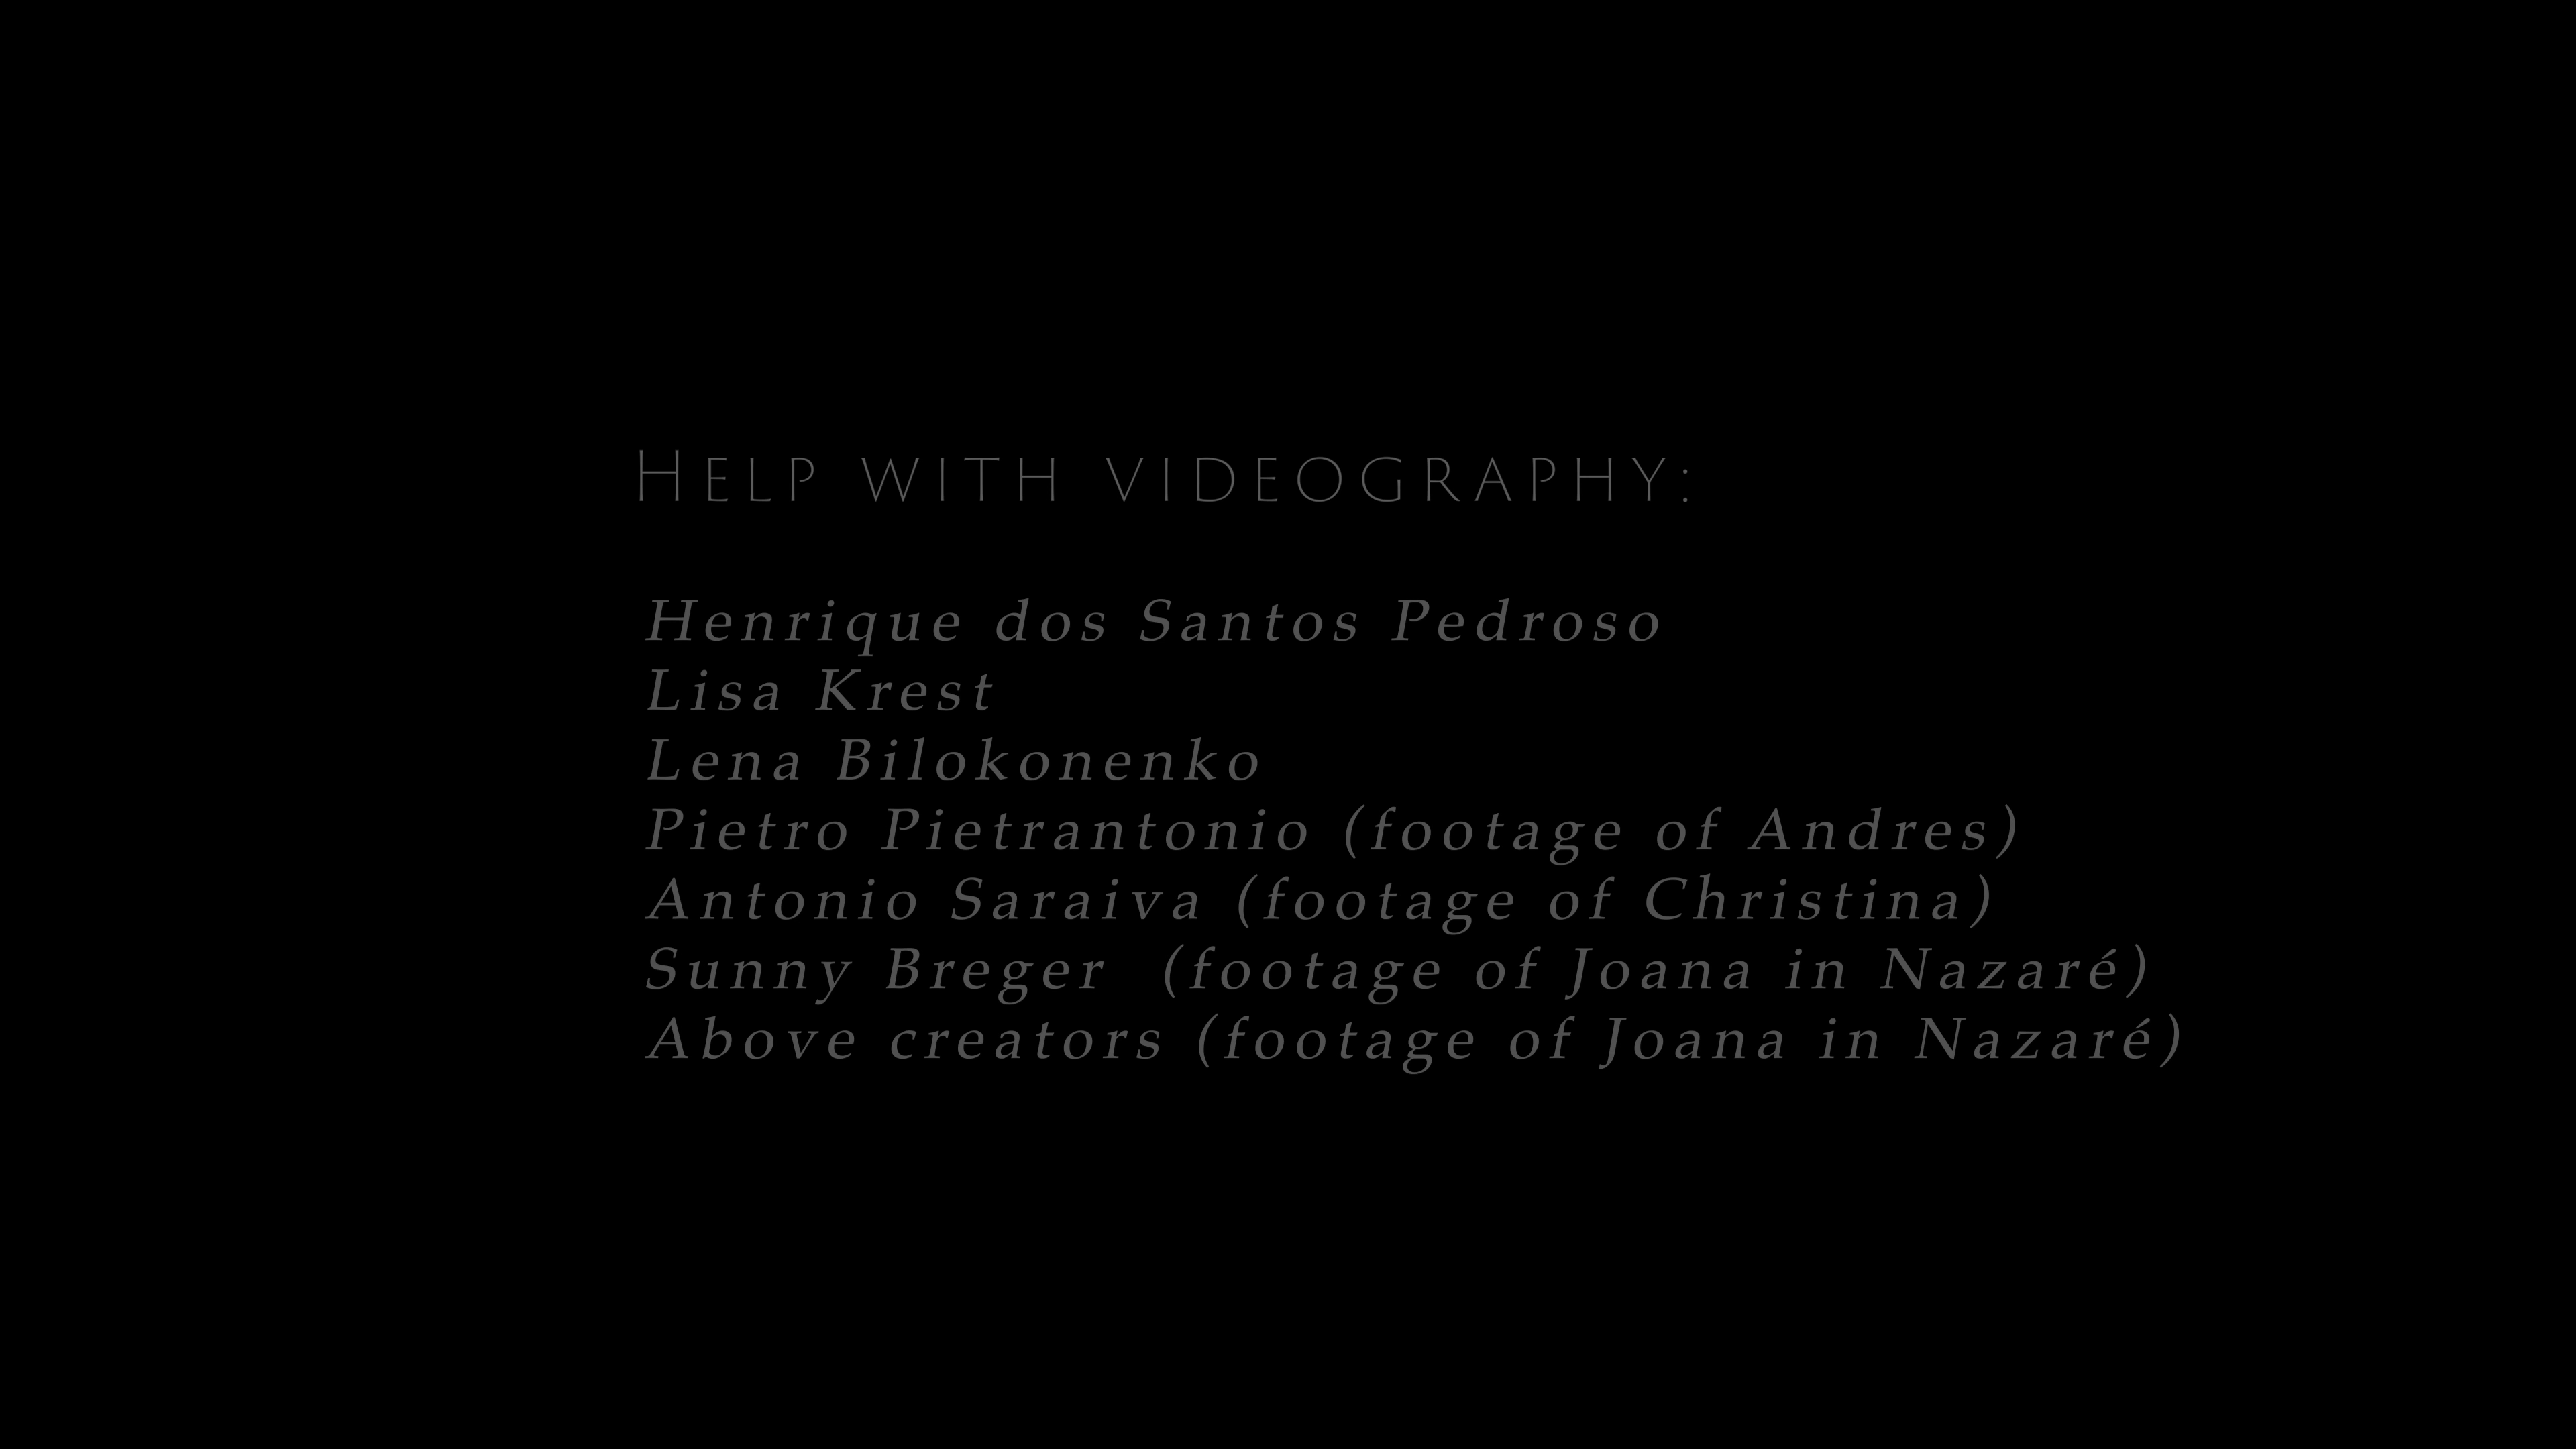 Help with videography:
Henrique dos Santos Pedroso
Lisa Krest
Lena Bilokonenko
Pietro Pietrantonio (footage of Andres)
Antonio Saraiva (footage of Christina)
Sunny Breger  (footage of Joana in Nazaré)
Above creators (footage of Joana in Nazaré)